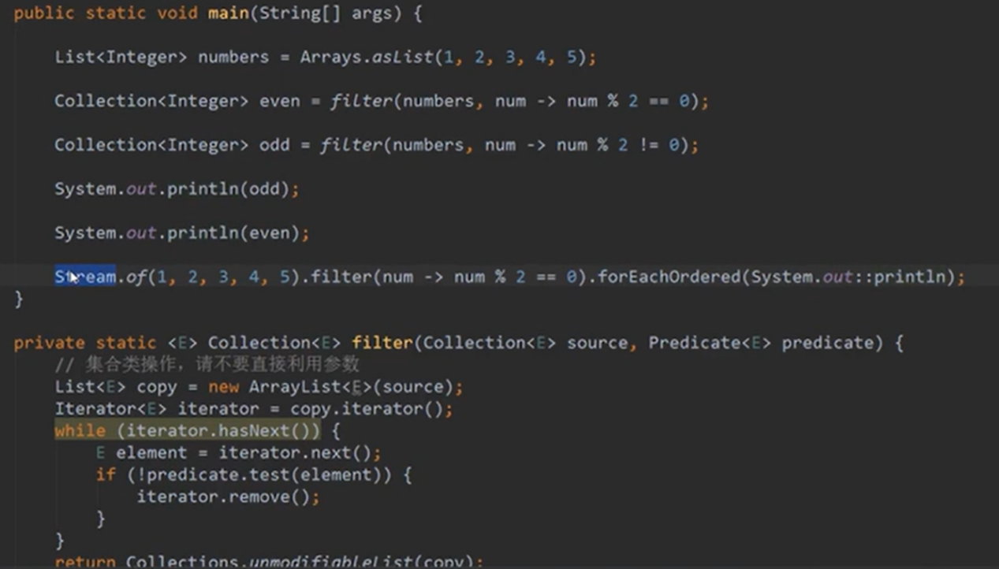 public static void main(String[] args) {
List<Integer> numbers = Arrays.asList(1, 2, 3, 4, 5);
Collection<Integer> even = filter(numbers, num -> num % 2 == 0);
Collection<Integer> odd = filter(numbers, num -> num % 2 != 0);
System.out.println(odd);
System.out.println(even);
Stream.of(1, 2, 3, 4, 5).filter(num -> num % 2 == 0).forEachOrdered(System.out::println);
}
private static <E> Collection<E> filter(Collection<E> source, Predicate<E> predicate) {
// 集合类操作，请不要直接利用参数
List<E> copy = new ArrayList<E>(source);
Iterator<E> iterator = copy.iterator();
while (iterator.hasNext()) {
E element = iterator.next();
if (!predicate.test(element)) {
iterator.remove();
}
}
return Collections.unmodifiableList(copy);